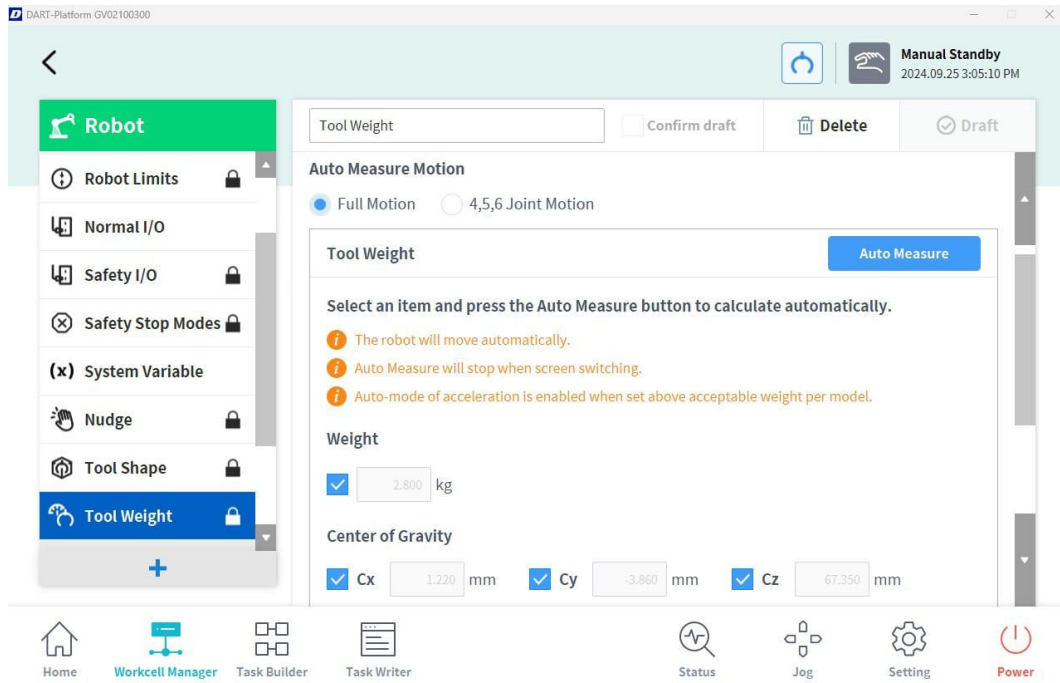 DART-Platform GV02100300
Manual Standby
2024.09.25 3:05:10 PM
Robot
Robot Limits
Normal I/O
Safety I/O
Safety Stop Modes
(x) System Variable
Nudge
Tool Shape
Tool Weight
+
Tool Weight
Confirm draft
Delete
Draft
Auto Measure Motion
Full Motion
4,5,6 Joint Motion
Tool Weight
Auto Measure
Select an item and press the Auto Measure button to calculate automatically.
The robot will move automatically.
Auto Measure will stop when screen switching.
Auto-mode of acceleration is enabled when set above acceptable weight per model.
Weight
2.800 kg
Center of Gravity
Cx 1.220 mm Cy -3.860 mm Cz 67.350 mm
Home
Workcell Manager
Task Builder
Task Writer
Status
Jog
Setting
Power